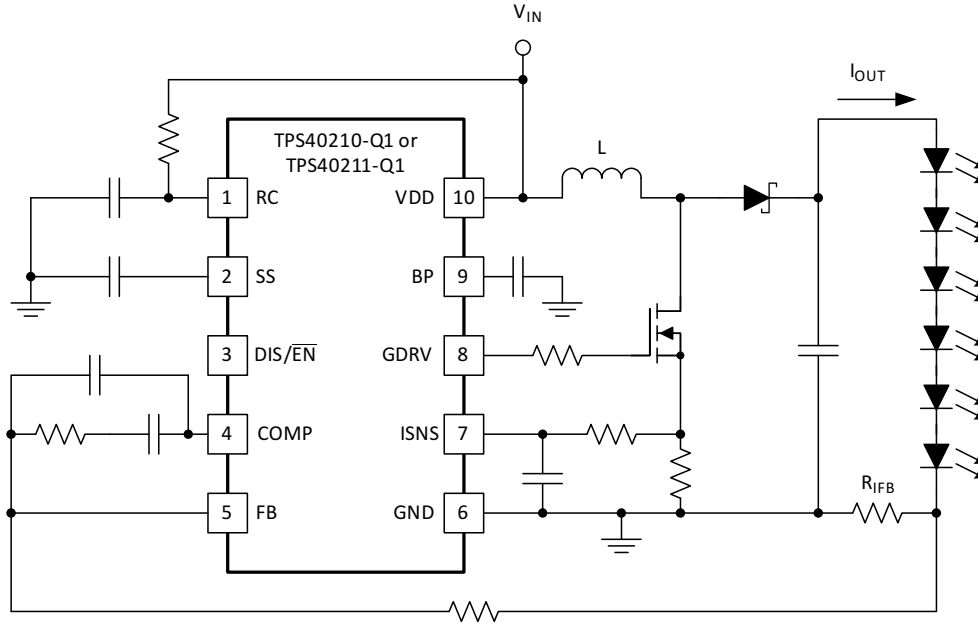 V_IN
I_OUT
TPS40210-Q1 or
TPS40211-Q1
L
1 RC VDD 10
2 SS BP 9
3 DIS/E̅N̅ GDRV 8
4 COMP ISNS 7
R_IFB
5 FB GND 6